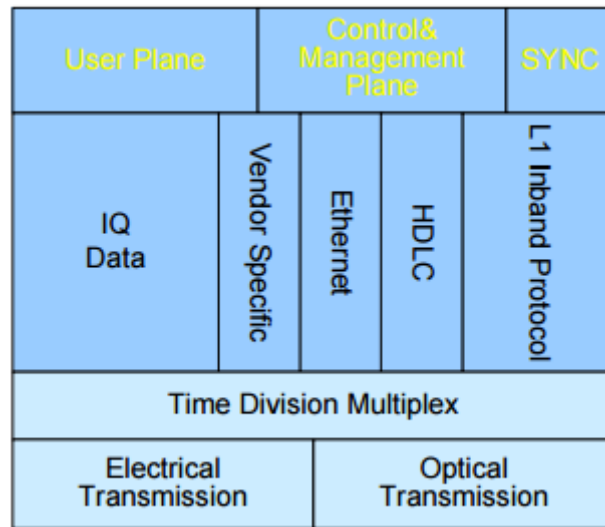 User Plane
Control&
Management
Plane
SYNC
IQ
Data
Vendor Specific
Ethernet
HDLC
L1 Inband Protocol
Time Division Multiplex
Electrical
Transmission
Optical
Transmission